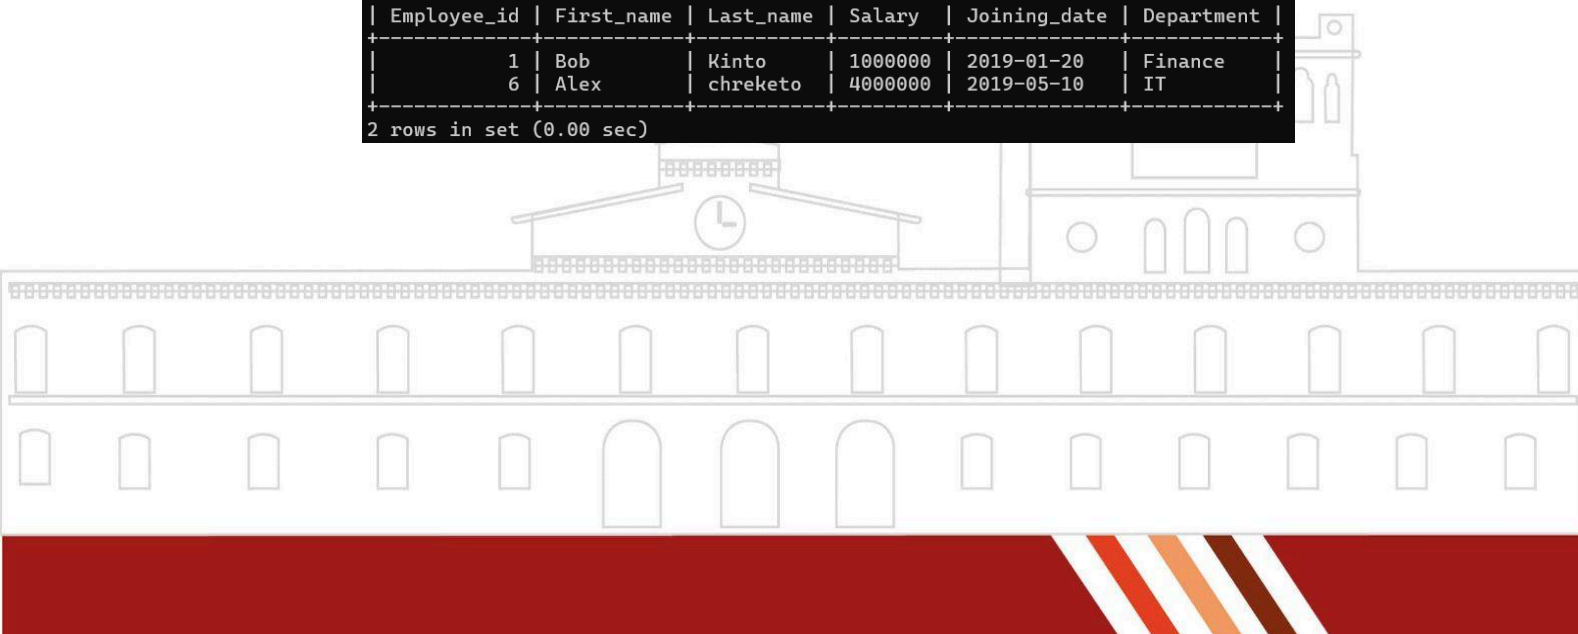 | Employee_id | First_name | Last_name | Salary  | Joining_date | Department |
+-------------+------------+-----------+---------+--------------+------------+
|           1 | Bob        | Kinto     | 1000000 | 2019-01-20   | Finance    |
|           6 | Alex       | chreketo  | 4000000 | 2019-05-10   | IT         |
+-------------+------------+-----------+---------+--------------+------------+
2 rows in set (0.00 sec)